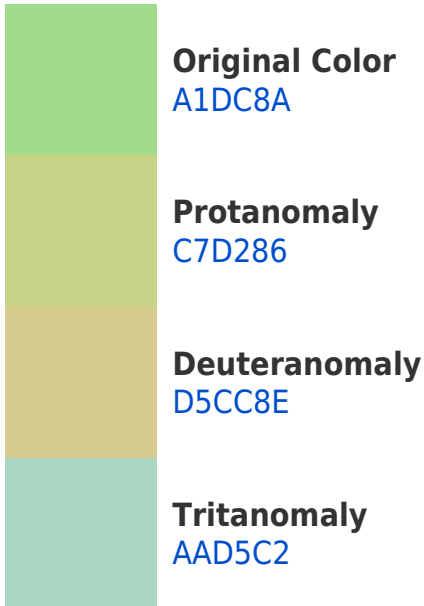 Original Color
A1DC8A
Protanomaly
C7D286
Deuteranomaly
D5CC8E
Tritanomaly
AAD5C2